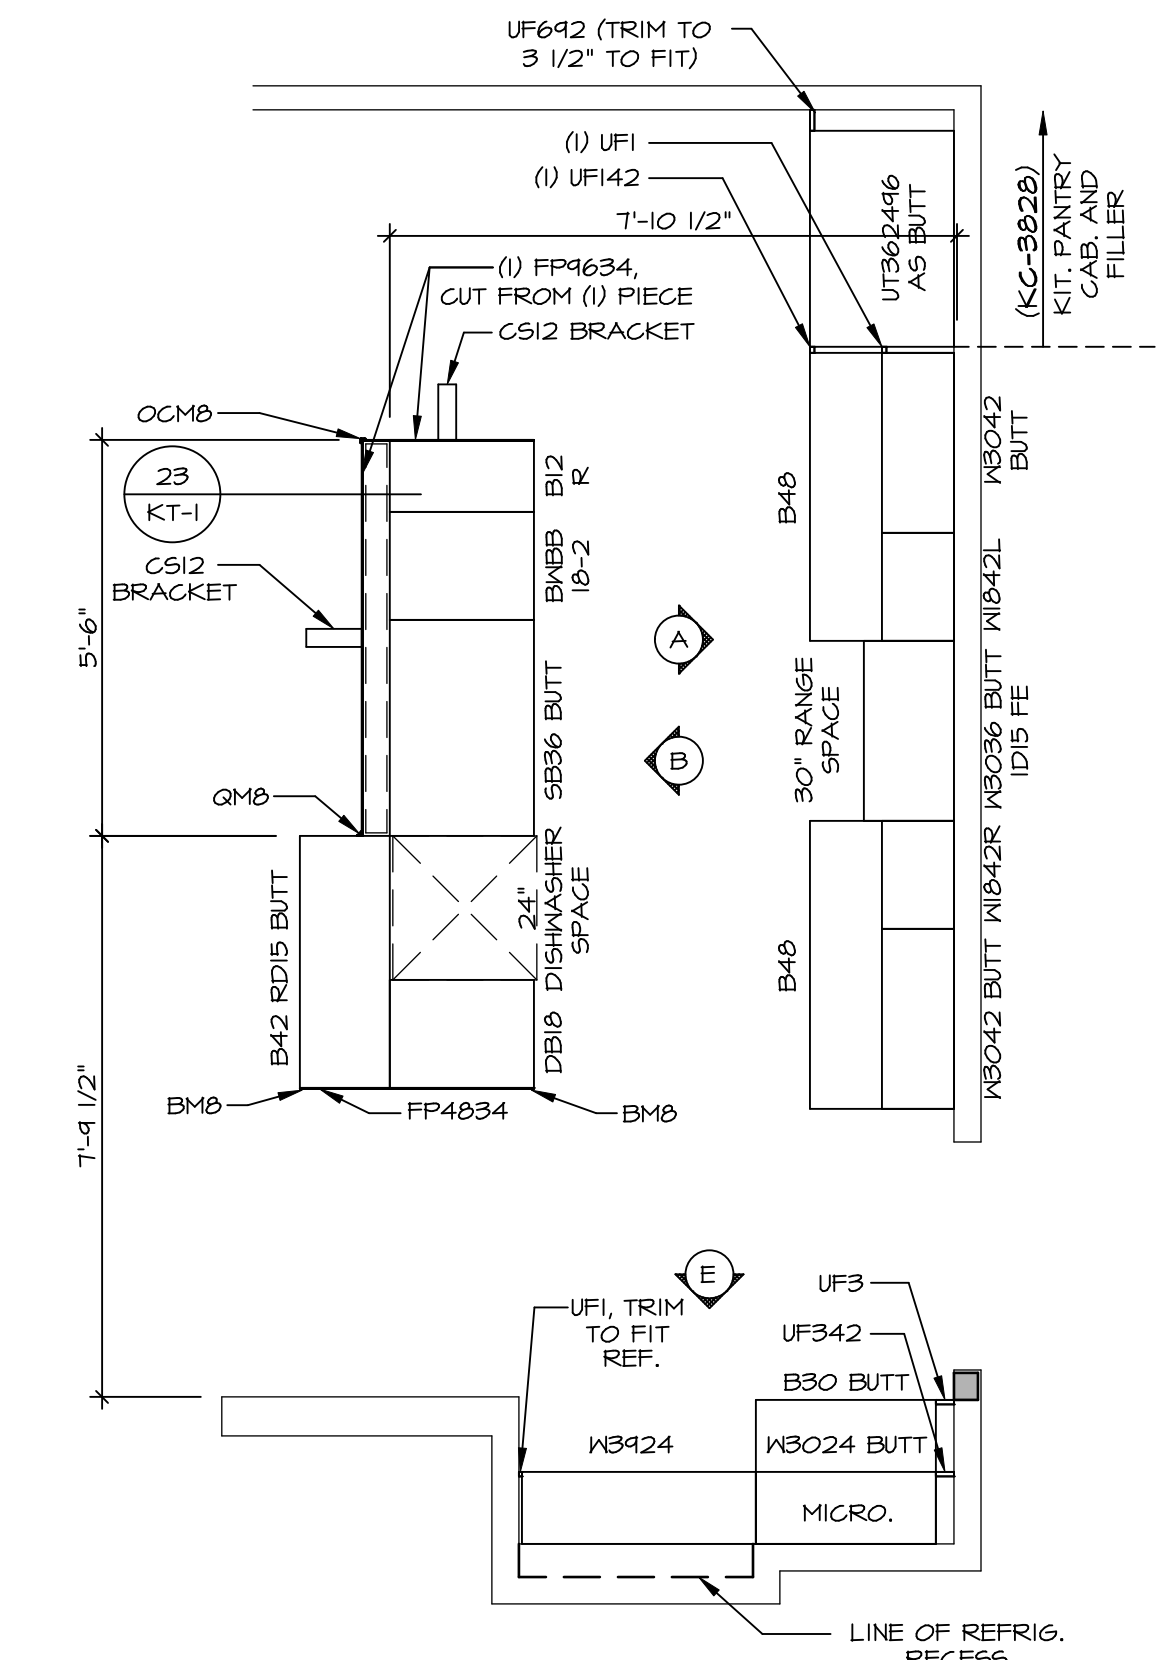 UF692 (TRIM TO
3 1/2" TO FIT)
(1) UF1
(1) UF142
7'-10 1/2"
(1) FP9634,
CUT FROM (1) PIECE
CS12 BRACKET
UT362496
AS BUTT
(KC-3828)
KIT. PANTRY
CAB. AND
FILLER
OCM8
23
KT-1
CS12
BRACKET
5'-6"
QM8
B12
R
BWBB
18-2
SB36 BUTT
24"
DISHWASHER
SPACE
DB18
B42 RD15 BUTT
A
B
B48
30" RANGE
SPACE
B48
W3042
BUTT
W1842L
W3036 BUTT
1D15 FE
W1842R
W3042 BUTT
7'-9 1/2"
BM8
FP4834
BM8
E
UF1, TRIM
TO FIT
REF.
UF3
UF342
B30 BUTT
W3924
W3024 BUTT
MICRO.
LINE OF REFRIG.
RECESS